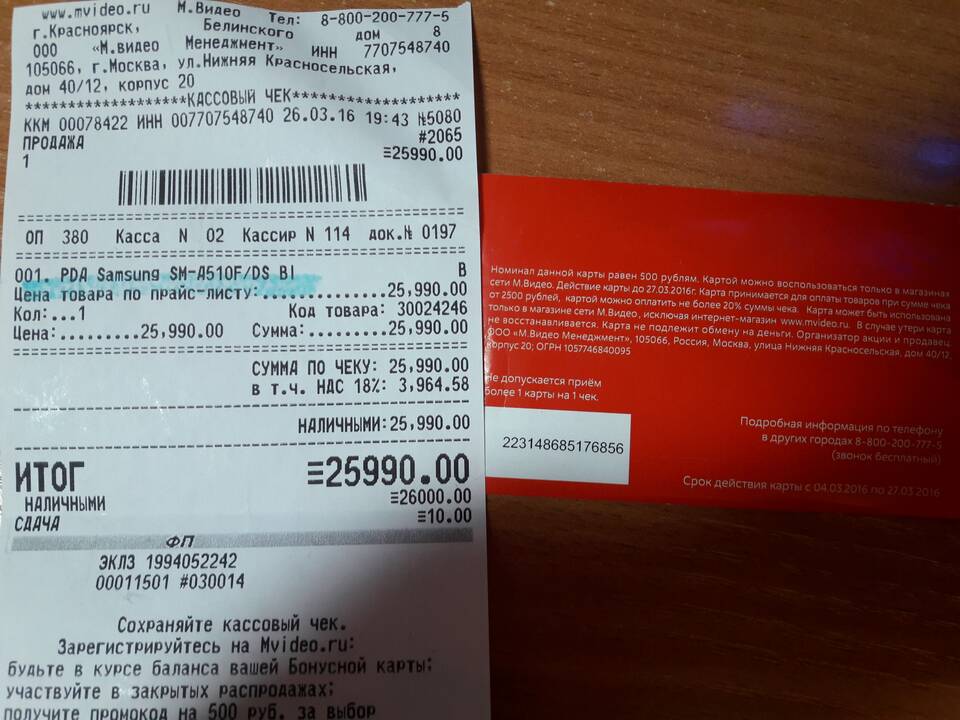 www.mvideo.ru М.Видео Тел: 8-800-200-777-5
г.Красноярск, Белинского дом 8
ООО «М.видео Менеджмент» ИНН 7707548740
105066, г.Москва, ул.Нижняя Красносельская,
дом 40/12, корпус 20
*******************КАССОВЫЙ ЧЕК*******************
ККМ 00078422 ИНН 007707548740 26.03.16 19:43 №5080
ПРОДАЖА #2065
1 ≡25990.00
ОП 380 Касса N 02 Кассир N 114 док.№ 0197
001. PDA Samsung SM-A510F/DS Bl B
Цена товара по прайс-листу:...............25,990.00
Кол:...1 Код товара: 30024246
Цена:.........25,990.00 Сумма:.........25,990.00
СУММА ПО ЧЕКУ: 25,990.00
в т.ч. НДС 18%: 3,964.58
НАЛИЧНЫМИ:25,990.00
ИТОГ ≡25990.00
НАЛИЧНЫМИ ≡26000.00
СДАЧА ≡10.00
ФП
ЭКЛЗ 1994052242
00011501 #030014
Сохраняйте кассовый чек.
Зарегистрируйтесь на Mvideo.ru:
будьте в курсе баланса вашей Бонусной карты;
участвуйте в закрытых распродажах;
получите промокод на 500 руб. за выбор
Номинал данной карты равен 500 рублям. Картой можно воспользоваться только в магазинах
сети М.Видео. Действие карты до 27.03.2016г. Карта принимается для оплаты товаров при сумме чека
от 2500 рублей, картой можно оплатить не более 20% суммы чека. Карта может быть использована
только в магазине сети М.Видео, исключая интернет-магазин www.mvideo.ru. В случае утери карта
не восстанавливается. Карта не подлежит обмену на деньги. Организатор акции и продавец:
ООО «М.Видео Менеджмент», 105066, Россия, Москва, улица Нижняя Красносельская, дом 40/12,
корпус 20; ОГРН 1057746840095
Не допускается приём
более 1 карты на 1 чек.
223148685176856
Подробная информация по телефону
в других городах 8-800-200-777-5
(звонок бесплатный)
Срок действия карты с 04.03.2016 по 27.03.2016